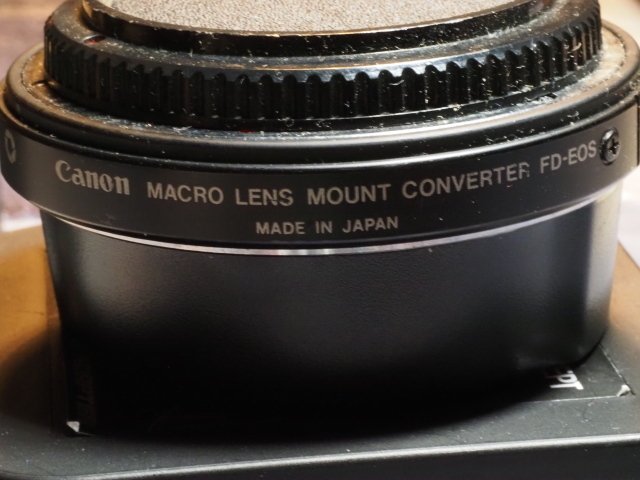 Canon MACRO LENS MOUNT CONVERTER FD-EOS
MADE IN JAPAN